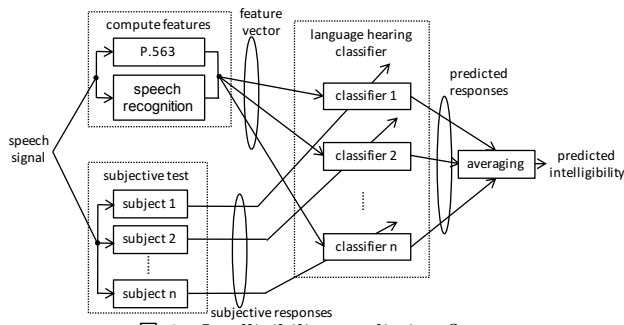 compute features
P.563
speech
recognition
feature
vector
language hearing
classifier
classifier 1
classifier 2
classifier n
predicted
responses
averaging
predicted
intelligibility
speech
signal
subjective test
subject 1
subject 2
subject n
subjective responses